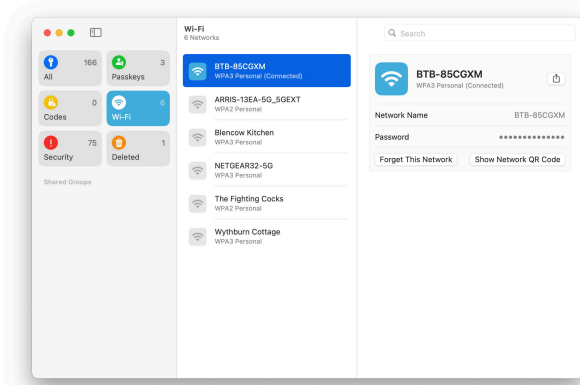 Wi-Fi
6 Networks
Search
166
All
3
Passkeys
0
Codes
6
Wi-Fi
75
Security
1
Deleted
Shared Groups
BTB-85CGXM
WPA3 Personal (Connected)
ARRIS-13EA-5G_5GEXT
WPA2 Personal
Blencow Kitchen
WPA3 Personal
NETGEAR32-5G
WPA3 Personal
The Fighting Cocks
WPA2 Personal
Wythburn Cottage
WPA3 Personal
BTB-85CGXM
WPA3 Personal (Connected)
Network Name BTB-85CGXM
Password ••••••••••••••
Forget This Network Show Network QR Code